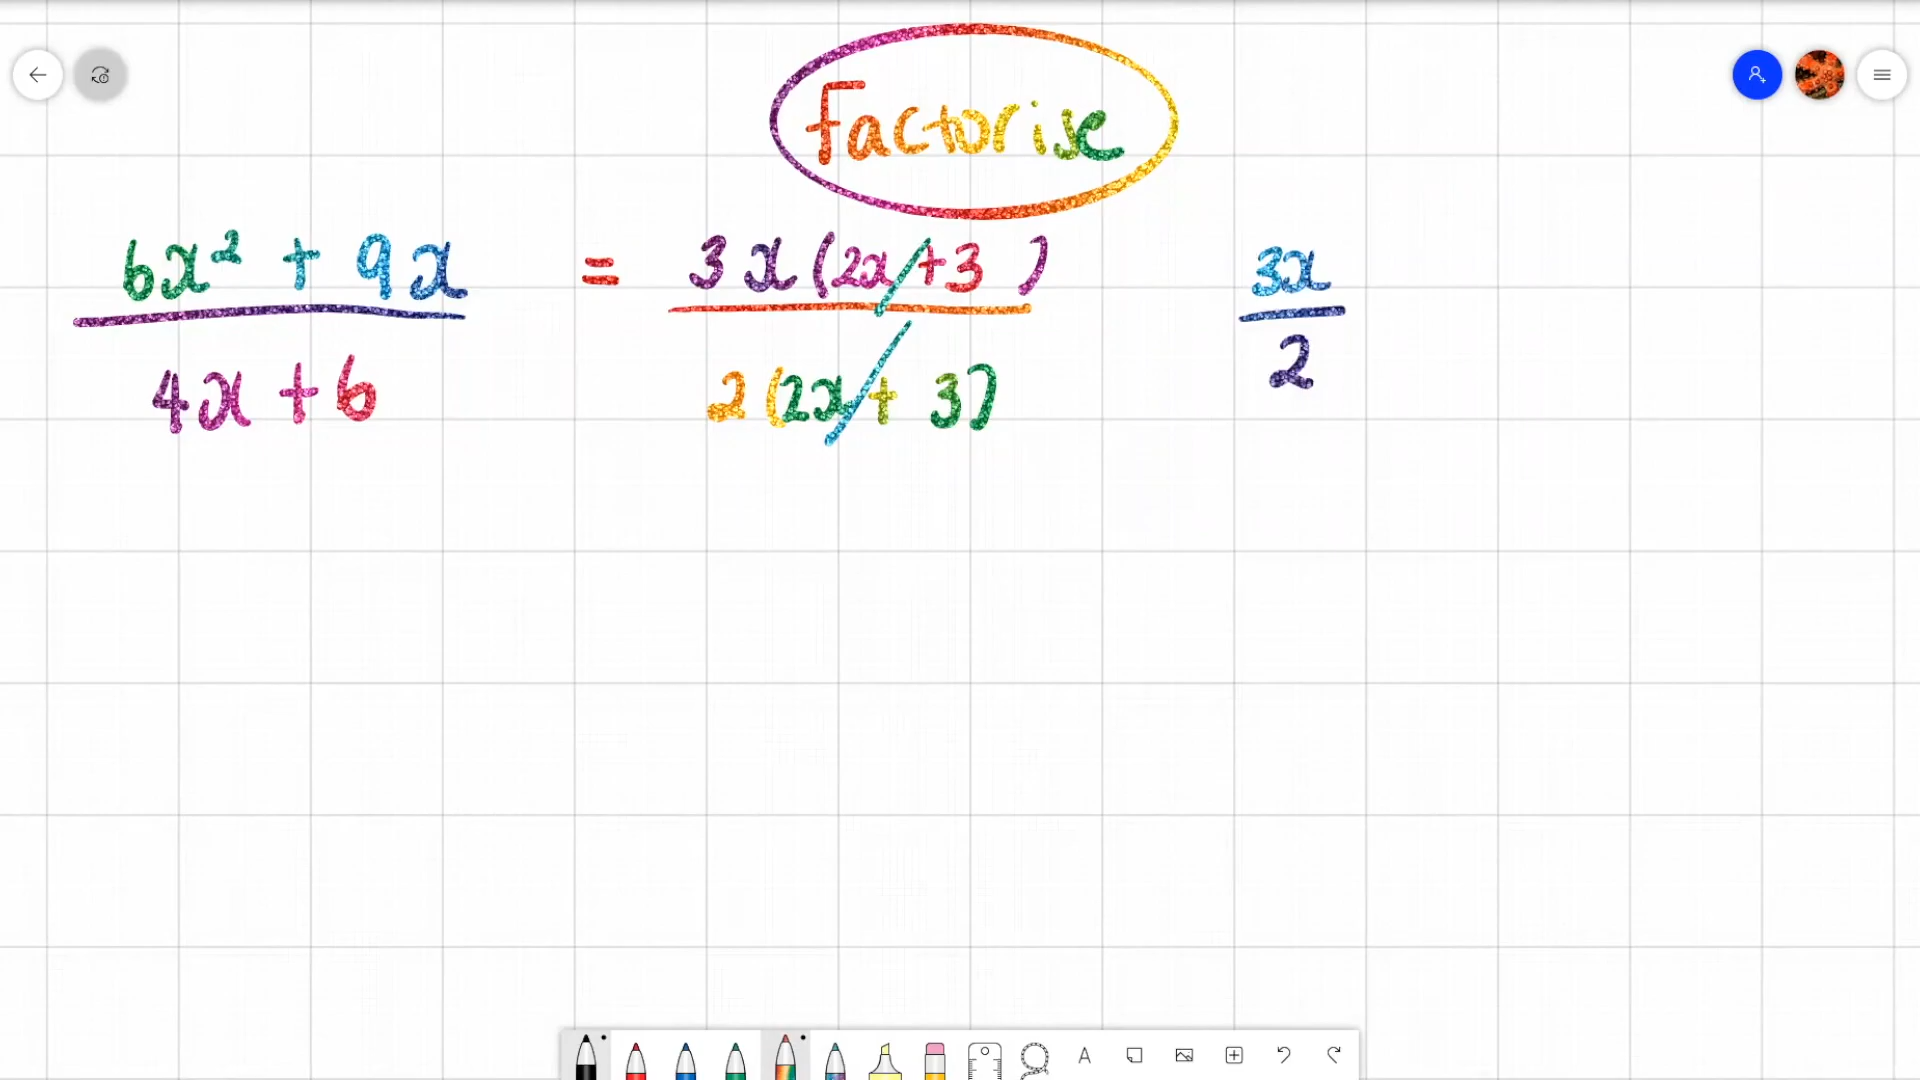 Factorise
6x² + 9x = 3x(2x+3) 3x
4x + 6 2(2x + 3) 2
A